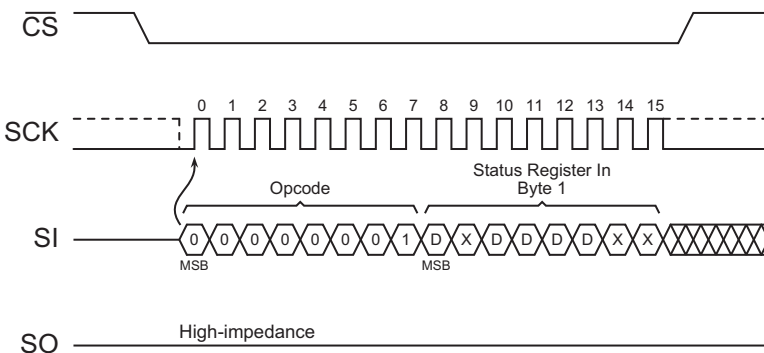 CS
SCK
0 1 2 3 4 5 6 7 8 9 10 11 12 13 14 15
Opcode
Status Register In
Byte 1
SI
0 0 0 0 0 0 0 1 D X D D D D X X
MSB
MSB
SO
High-impedance